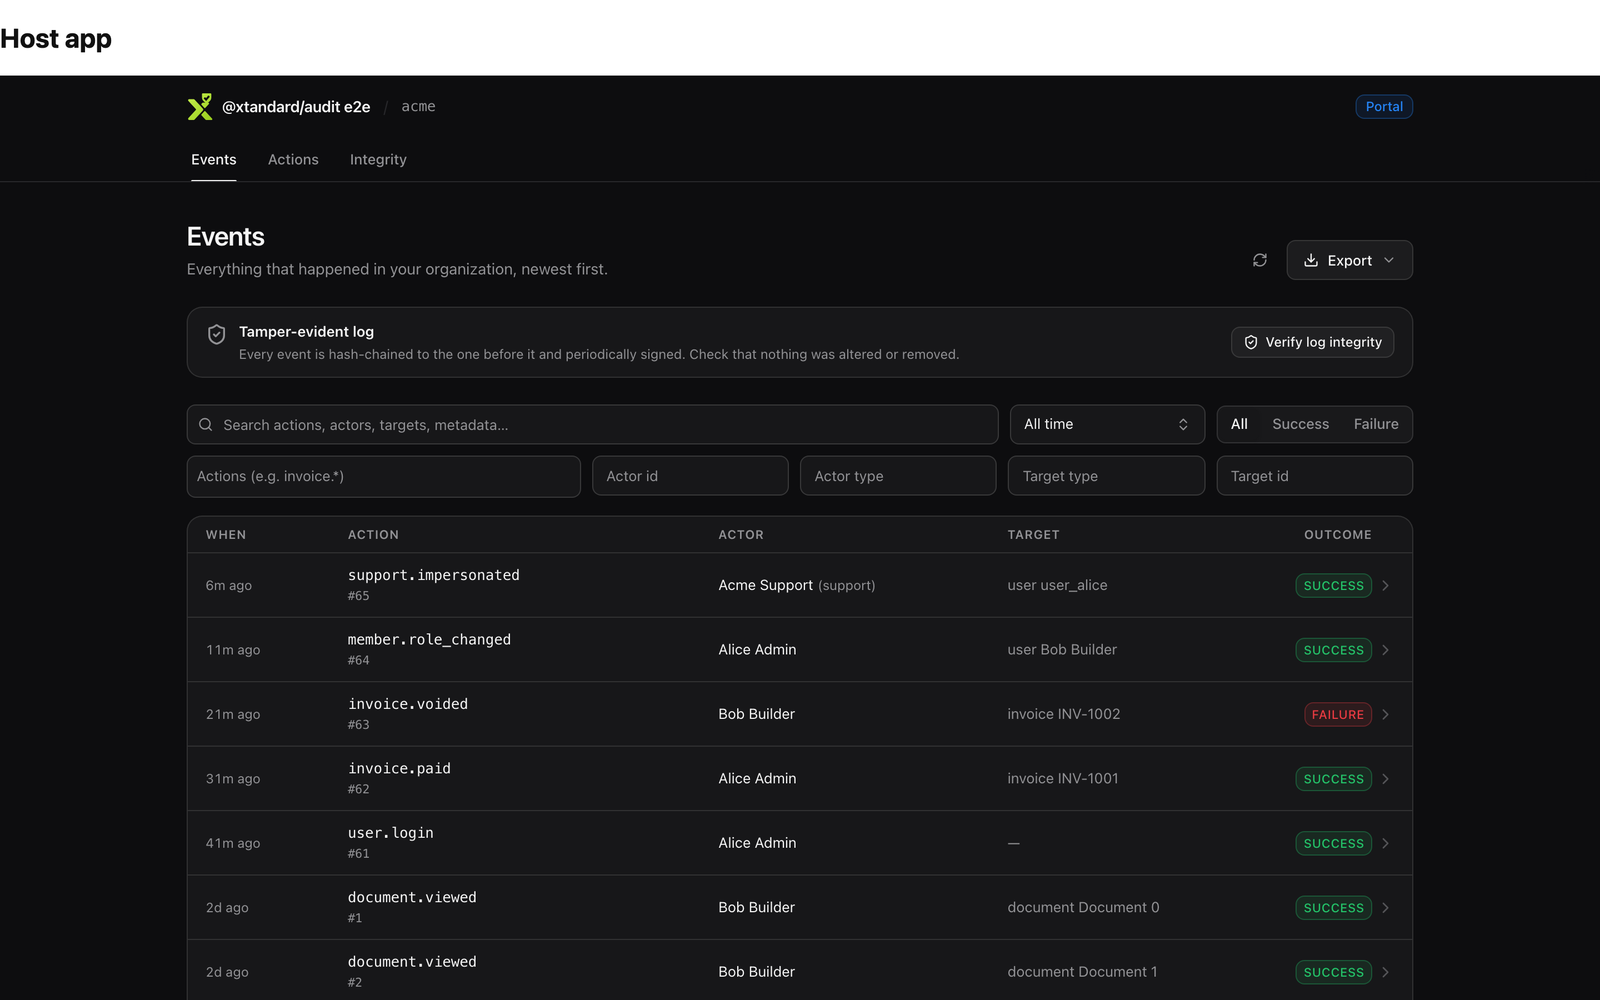 Host app
@xtandard/audit e2e / acme
Portal
Events Actions Integrity
Events
Everything that happened in your organization, newest first.
Export
Tamper-evident log
Every event is hash-chained to the one before it and periodically signed. Check that nothing was altered or removed.
Verify log integrity
Search actions, actors, targets, metadata... All time All Success Failure
Actions (e.g. invoice.*) Actor id Actor type Target type Target id
WHEN ACTION ACTOR TARGET OUTCOME
6m ago support.impersonated Acme Support (support) user user_alice SUCCESS
#65
11m ago member.role_changed Alice Admin user Bob Builder SUCCESS
#64
21m ago invoice.voided Bob Builder invoice INV-1002 FAILURE
#63
31m ago invoice.paid Alice Admin invoice INV-1001 SUCCESS
#62
41m ago user.login Alice Admin — SUCCESS
#61
2d ago document.viewed Bob Builder document Document 0 SUCCESS
#1
2d ago document.viewed Bob Builder document Document 1 SUCCESS
#2